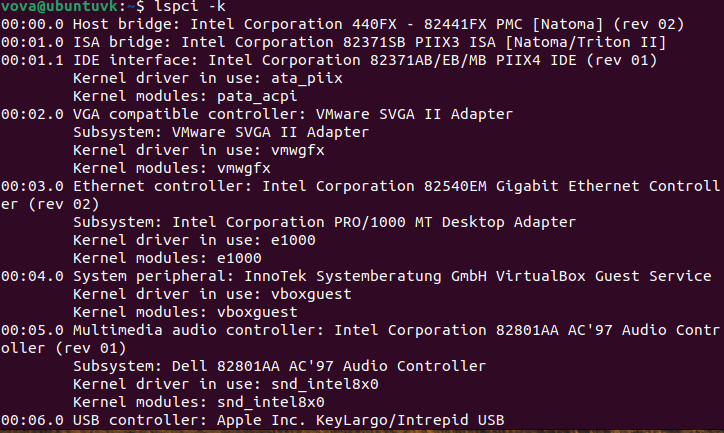 vova@ubuntuvk:~$ lspci -k
00:00.0 Host bridge: Intel Corporation 440FX - 82441FX PMC [Natoma] (rev 02)
00:01.0 ISA bridge: Intel Corporation 82371SB PIIX3 ISA [Natoma/Triton II]
00:01.1 IDE interface: Intel Corporation 82371AB/EB/MB PIIX4 IDE (rev 01)
        Kernel driver in use: ata_piix
        Kernel modules: pata_acpi
00:02.0 VGA compatible controller: VMware SVGA II Adapter
        Subsystem: VMware SVGA II Adapter
        Kernel driver in use: vmwgfx
        Kernel modules: vmwgfx
00:03.0 Ethernet controller: Intel Corporation 82540EM Gigabit Ethernet Controll
er (rev 02)
        Subsystem: Intel Corporation PRO/1000 MT Desktop Adapter
        Kernel driver in use: e1000
        Kernel modules: e1000
00:04.0 System peripheral: InnoTek Systemberatung GmbH VirtualBox Guest Service
        Kernel driver in use: vboxguest
        Kernel modules: vboxguest
00:05.0 Multimedia audio controller: Intel Corporation 82801AA AC'97 Audio Contr
oller (rev 01)
        Subsystem: Dell 82801AA AC'97 Audio Controller
        Kernel driver in use: snd_intel8x0
        Kernel modules: snd_intel8x0
00:06.0 USB controller: Apple Inc. KeyLargo/Intrepid USB